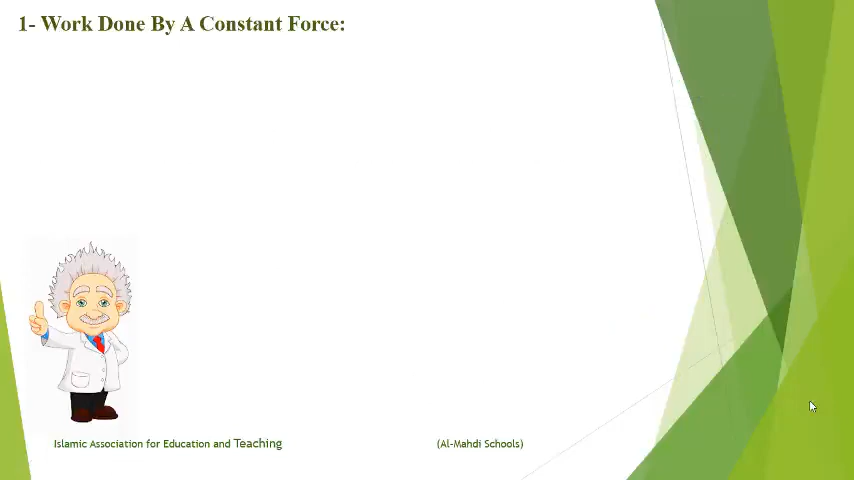 1- Work Done By A Constant Force:
Islamic Association for Education and Teaching (Al-Mahdi Schools)